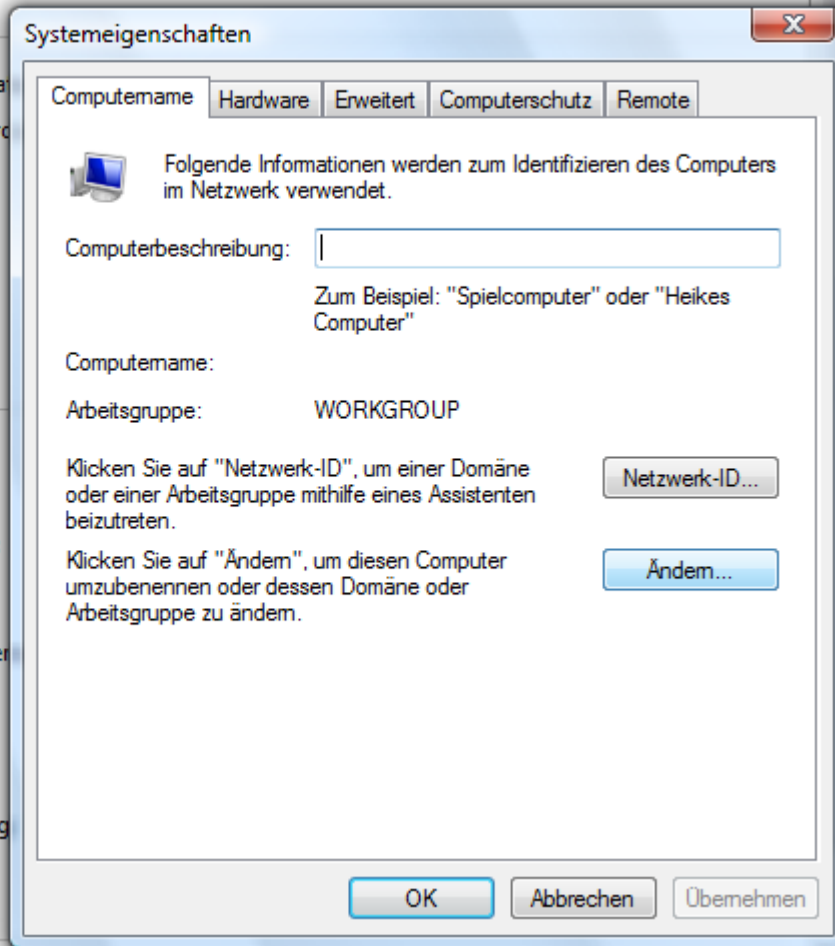 Systemeigenschaften
Computername Hardware Erweitert Computerschutz Remote
Folgende Informationen werden zum Identifizieren des Computers
im Netzwerk verwendet.
Computerbeschreibung:
Zum Beispiel: "Spielcomputer" oder "Heikes
Computer"
Computername:
Arbeitsgruppe: WORKGROUP
Klicken Sie auf "Netzwerk-ID", um einer Domäne
oder einer Arbeitsgruppe mithilfe eines Assistenten
beizutreten.
Netzwerk-ID...
Klicken Sie auf "Ändern", um diesen Computer
umzubenennen oder dessen Domäne oder
Arbeitsgruppe zu ändern.
Ändern...
OK Abbrechen Übernehmen